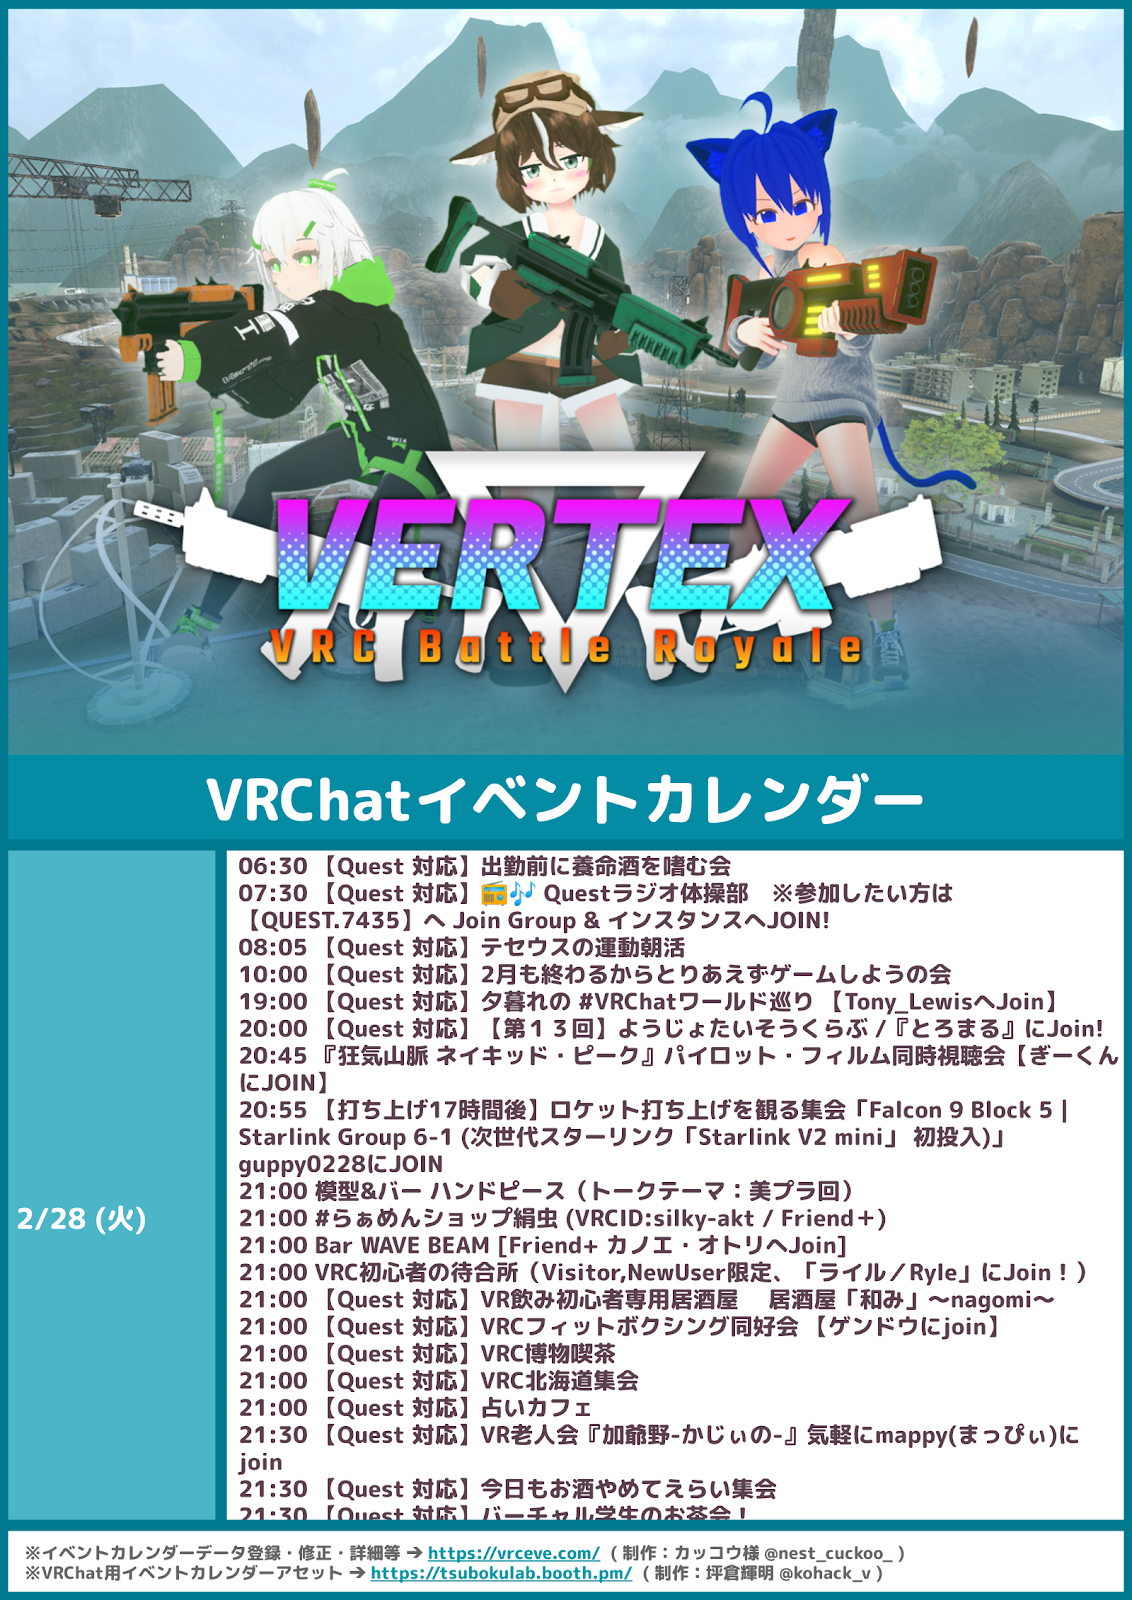 VERTEX
VRC Battle Royale
VRChatイベントカレンダー
2/28 (火)
06:30 【Quest 対応】出勤前に養命酒を嗜む会
07:30 【Quest 対応】📻🎶 Questラジオ体操部　※参加したい方は
【QUEST.7435】へ Join Group & インスタンスへJOIN!
08:05 【Quest 対応】テセウスの運動朝活
10:00 【Quest 対応】2月も終わるからとりあえずゲームしようの会
19:00 【Quest 対応】夕暮れの #VRChatワールド巡り 【Tony_LewisへJoin】
20:00 【Quest 対応】【第１３回】ようじょたいそうくらぶ /『とろまる』にJoin!
20:45 『狂気山脈 ネイキッド・ピーク』パイロット・フィルム同時視聴会【ぎーくん
にJOIN】
20:55 【打ち上げ17時間後】ロケット打ち上げを観る集会「Falcon 9 Block 5 |
Starlink Group 6-1 (次世代スターリンク「Starlink V2 mini」 初投入)」
guppy0228にJOIN
21:00 模型&バー ハンドピース（トークテーマ：美プラ回）
21:00 #らぁめんショップ絹虫 (VRCID:silky-akt / Friend＋)
21:00 Bar WAVE BEAM [Friend+ カノエ・オトリへJoin]
21:00 VRC初心者の待合所（Visitor,NewUser限定、「ライル／Ryle」にJoin！）
21:00 【Quest 対応】VR飲み初心者専用居酒屋　 居酒屋「和み」～nagomi～
21:00 【Quest 対応】VRCフィットボクシング同好会 【ゲンドウにjoin】
21:00 【Quest 対応】VRC博物喫茶
21:00 【Quest 対応】VRC北海道集会
21:00 【Quest 対応】占いカフェ
21:30 【Quest 対応】VR老人会『加爺野-かじぃの-』気軽にmappy(まっぴぃ)に
join
21:30 【Quest 対応】今日もお酒やめてえらい集会
21:30 【Quest 対応】バーチャル学生のお茶会！
※イベントカレンダーデータ登録・修正・詳細等 → https://vrceve.com/ ( 制作：カッコウ様 @nest_cuckoo_ )
※VRChat用イベントカレンダーアセット → https://tsubokulab.booth.pm/ ( 制作：坪倉輝明 @kohack_v )